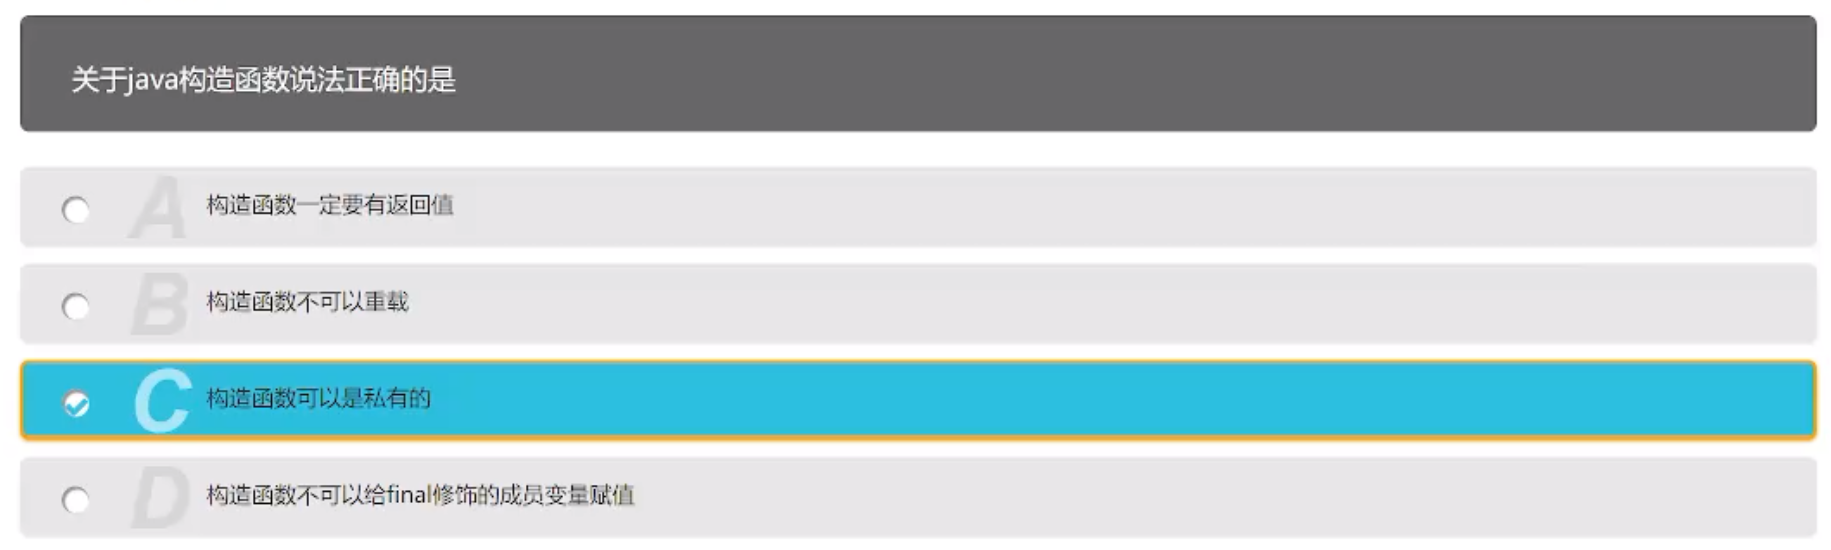 关于java构造函数说法正确的是
A 构造函数一定要有返回值
B 构造函数不可以重载
C 构造函数可以是私有的
D 构造函数不可以给final修饰的成员变量赋值